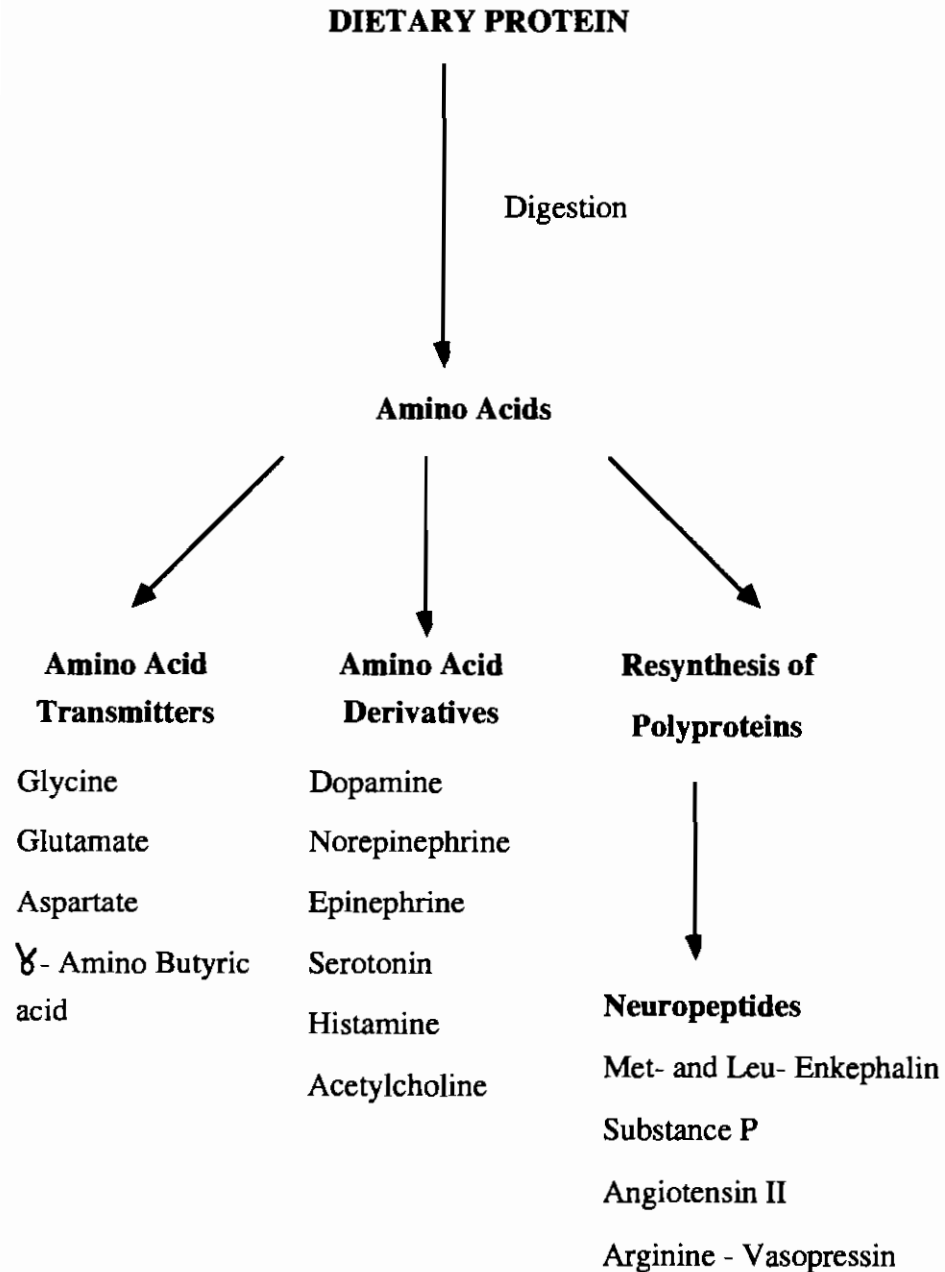 DIETARY PROTEIN
Digestion
Amino Acids
Amino Acid
Transmitters
Glycine
Glutamate
Aspartate
ɣ- Amino Butyric
acid
Amino Acid
Derivatives
Dopamine
Norepinephrine
Epinephrine
Serotonin
Histamine
Acetylcholine
Resynthesis of
Polyproteins
Neuropeptides
Met- and Leu- Enkephalin
Substance P
Angiotensin II
Arginine - Vasopressin